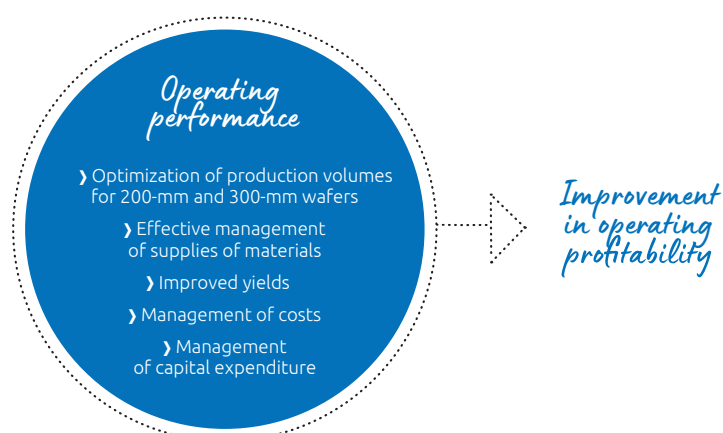 Operating
performance
❯ Optimization of production volumes
for 200-mm and 300-mm wafers
❯ Effective management
of supplies of materials
❯ Improved yields
❯ Management of costs
❯ Management
of capital expenditure
Improvement
in operating
profitability